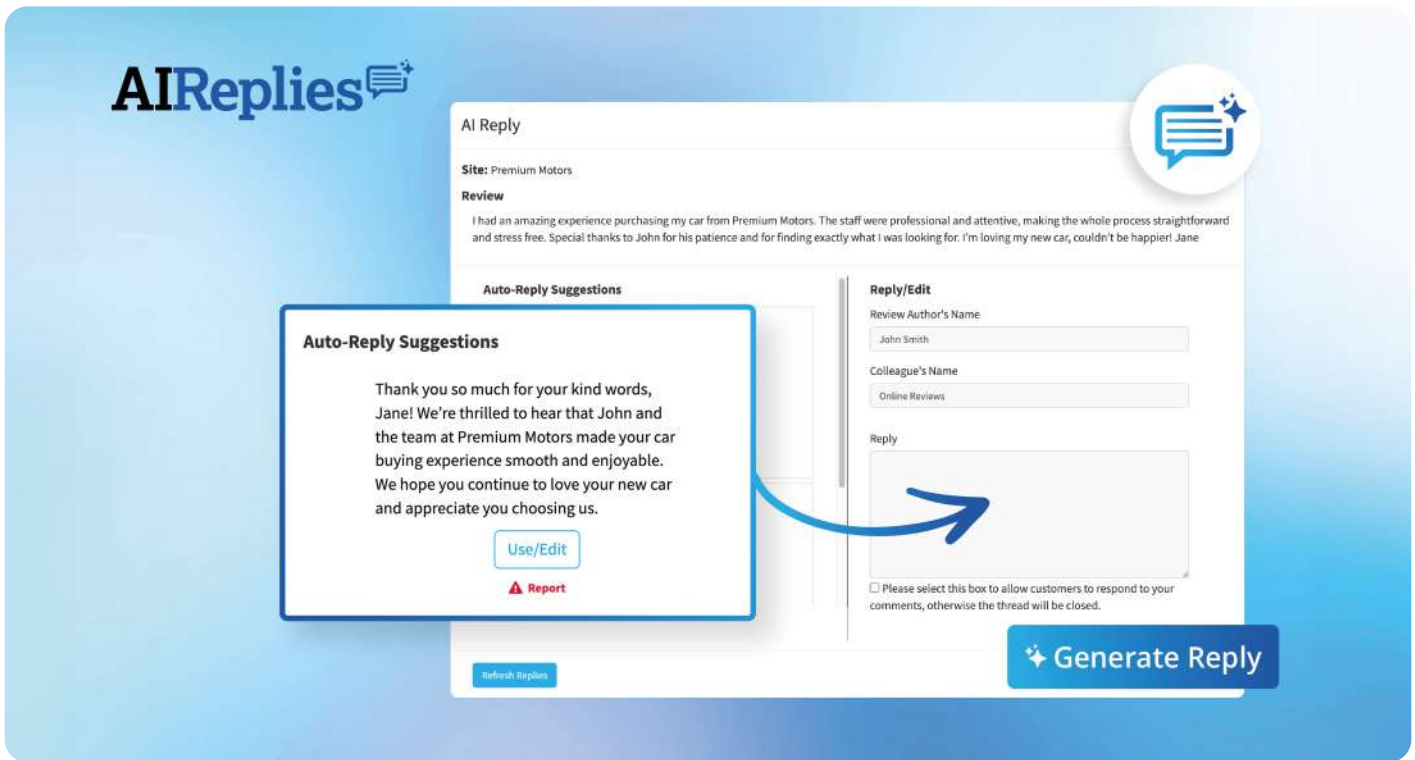 AIReplies
AI Reply
Site: Premium Motors
Review
I had an amazing experience purchasing my car from Premium Motors. The staff were professional and attentive, making the whole process straightforward
and stress free. Special thanks to John for his patience and for finding exactly what I was looking for. I'm loving my new car, couldn't be happier! Jane
Auto-Reply Suggestions
Auto-Reply Suggestions
Thank you so much for your kind words,
Jane! We're thrilled to hear that John and
the team at Premium Motors made your car
buying experience smooth and enjoyable.
We hope you continue to love your new car
and appreciate you choosing us.
Use/Edit
Report
Reply/Edit
Review Author's Name
John Smith
Colleague's Name
Online Reviews
Reply
Please select this box to allow customers to respond to your
comments, otherwise the thread will be closed.
Refresh Replies
Generate Reply